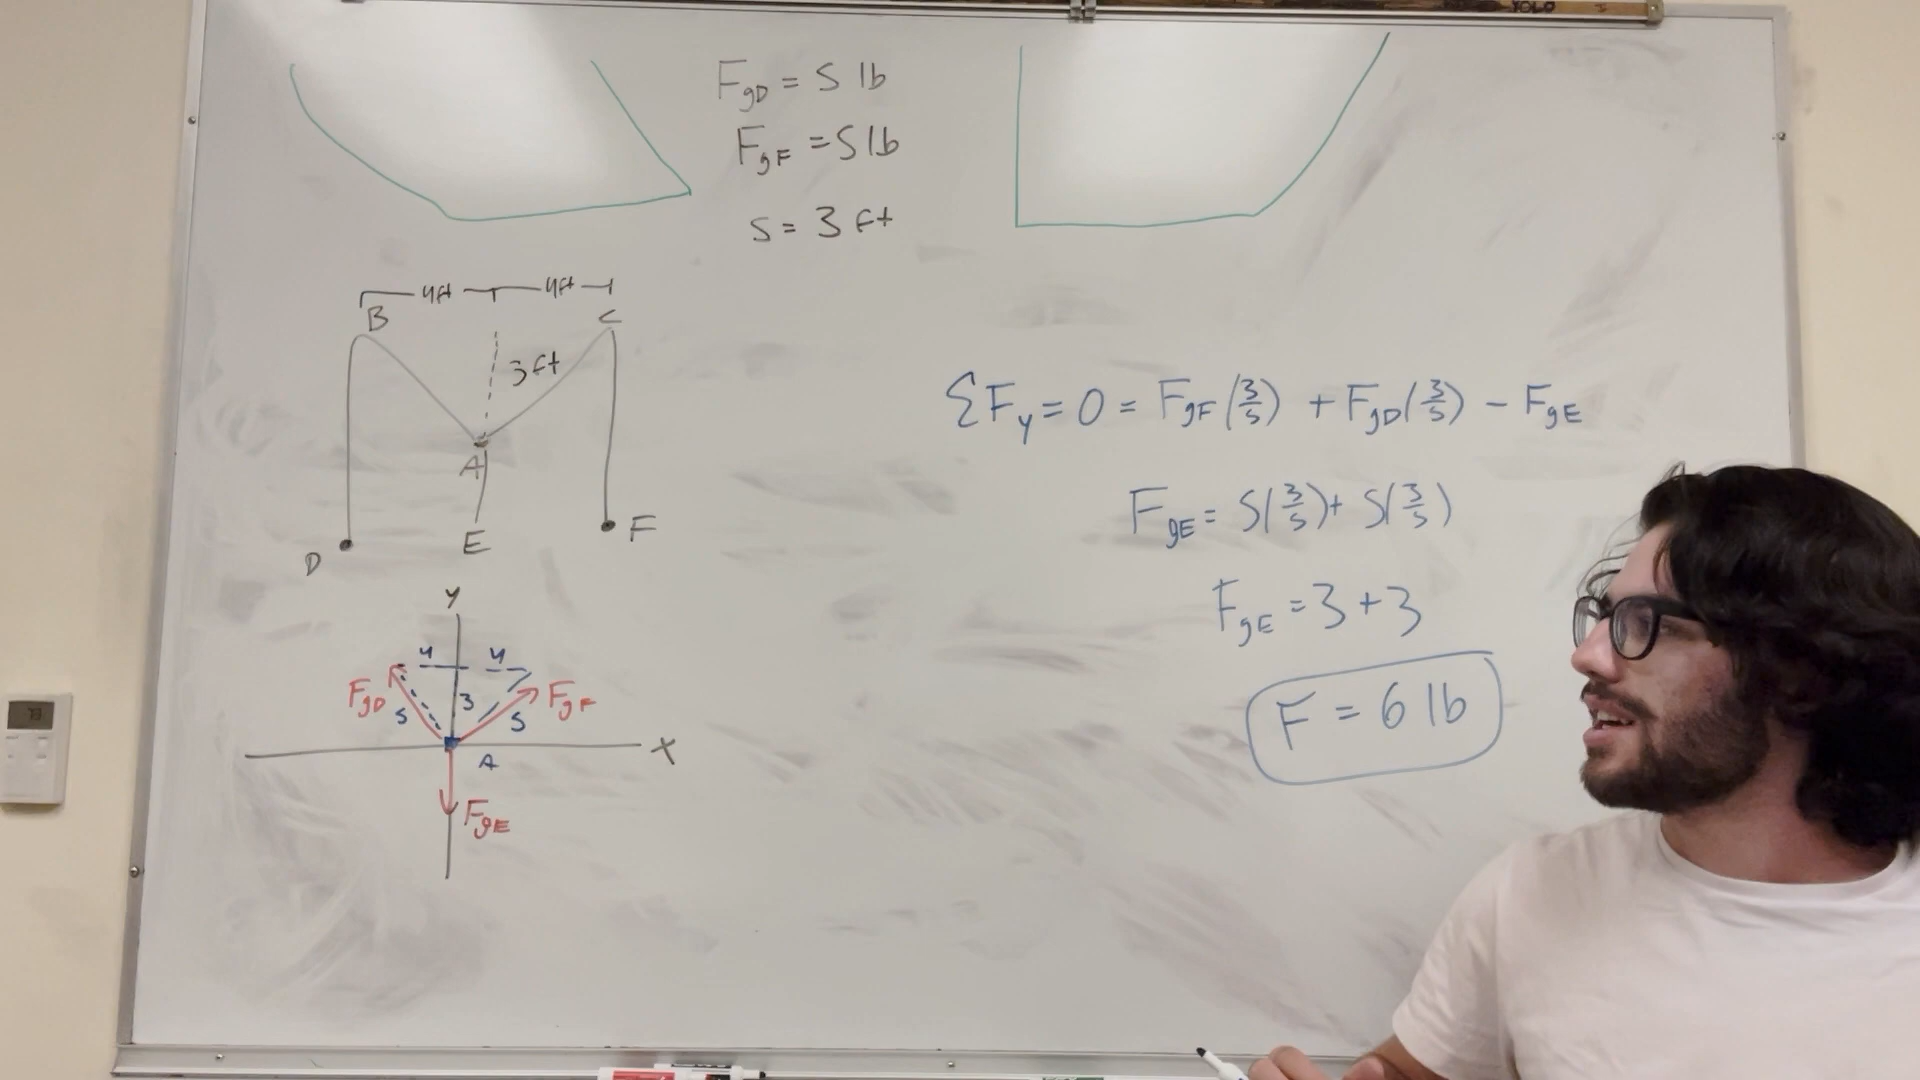 YOLO
F_gD = 5 lb
F_gF = 5 lb
s = 3 ft
4ft 4ft
B C
3 ft
A
E F
D
ΣF_y = 0 = F_gF (3/5) + F_gD (3/5) - F_gE
F_gE = 5(3/5) + 5(3/5)
F_gE = 3 + 3
F = 6 lb
y
4 4
F_gD 5 3 5 F_gF
A x
F_gE